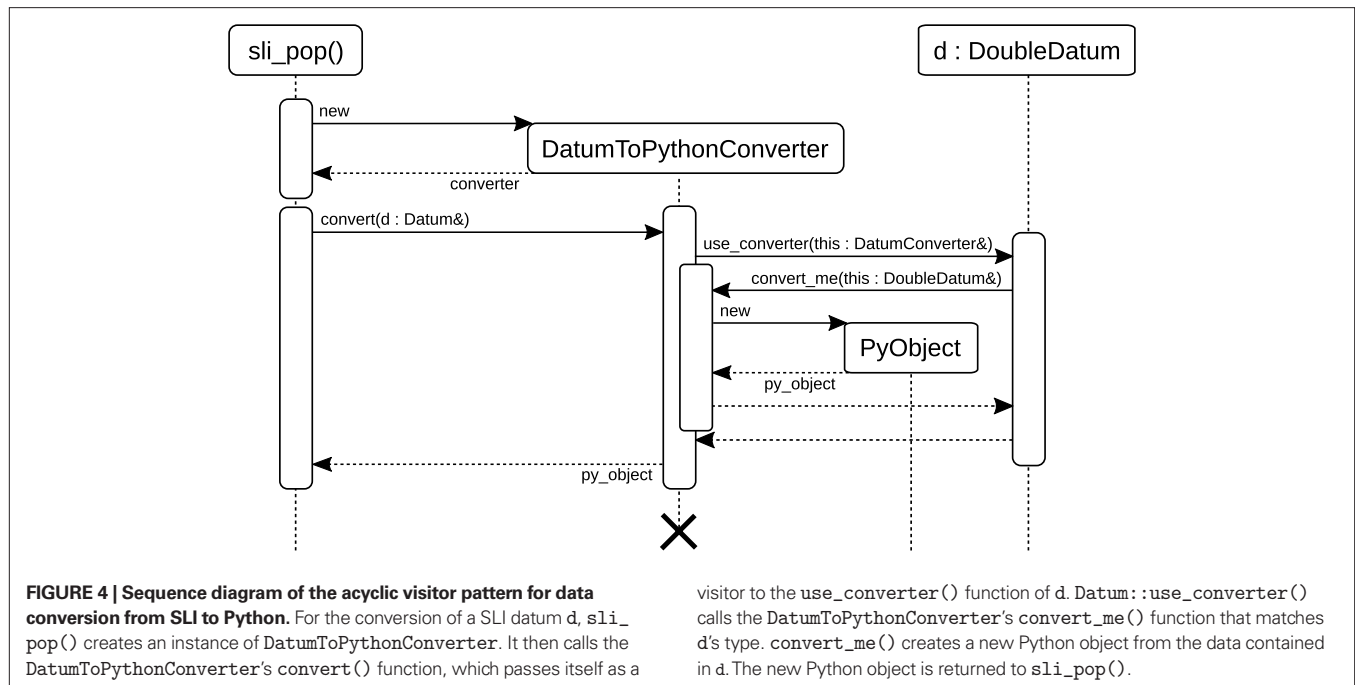 sli_pop()
d : DoubleDatum
new
DatumToPythonConverter
converter
convert(d : Datum&)
use_converter(this : DatumConverter&)
convert_me(this : DoubleDatum&)
new
PyObject
py_object
py_object
FIGURE 4 | Sequence diagram of the acyclic visitor pattern for data
conversion from SLI to Python. For the conversion of a SLI datum d, sli_
pop() creates an instance of DatumToPythonConverter. It then calls the
DatumToPythonConverter's convert() function, which passes itself as a
visitor to the use_converter() function of d. Datum::use_converter()
calls the DatumToPythonConverter's convert_me() function that matches
d's type. convert_me() creates a new Python object from the data contained
in d. The new Python object is returned to sli_pop().